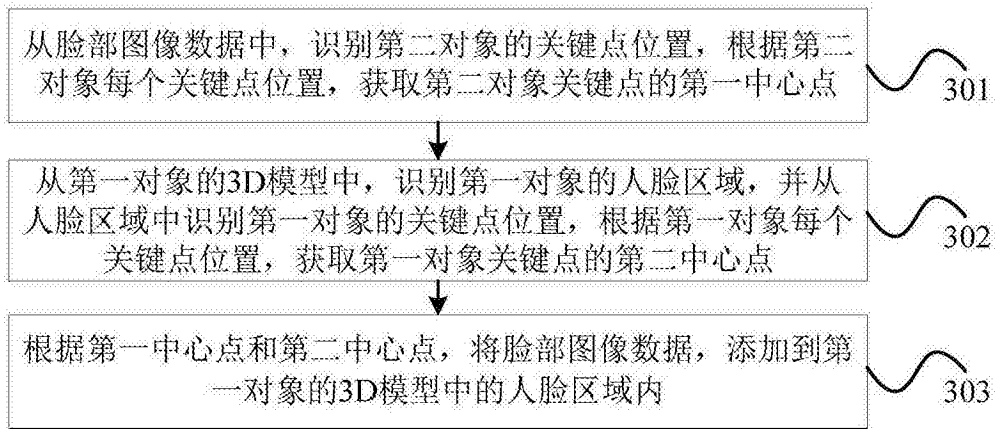 从脸部图像数据中，识别第二对象的关键点位置，根据第二
对象每个关键点位置，获取第二对象关键点的第一中心点
301
从第一对象的3D模型中，识别第一对象的人脸区域，并从
人脸区域中识别第一对象的关键点位置，根据第一对象每个
关键点位置，获取第一对象关键点的第二中心点
302
根据第一中心点和第二中心点，将脸部图像数据，添加到第
一对象的3D模型中的人脸区域内
303